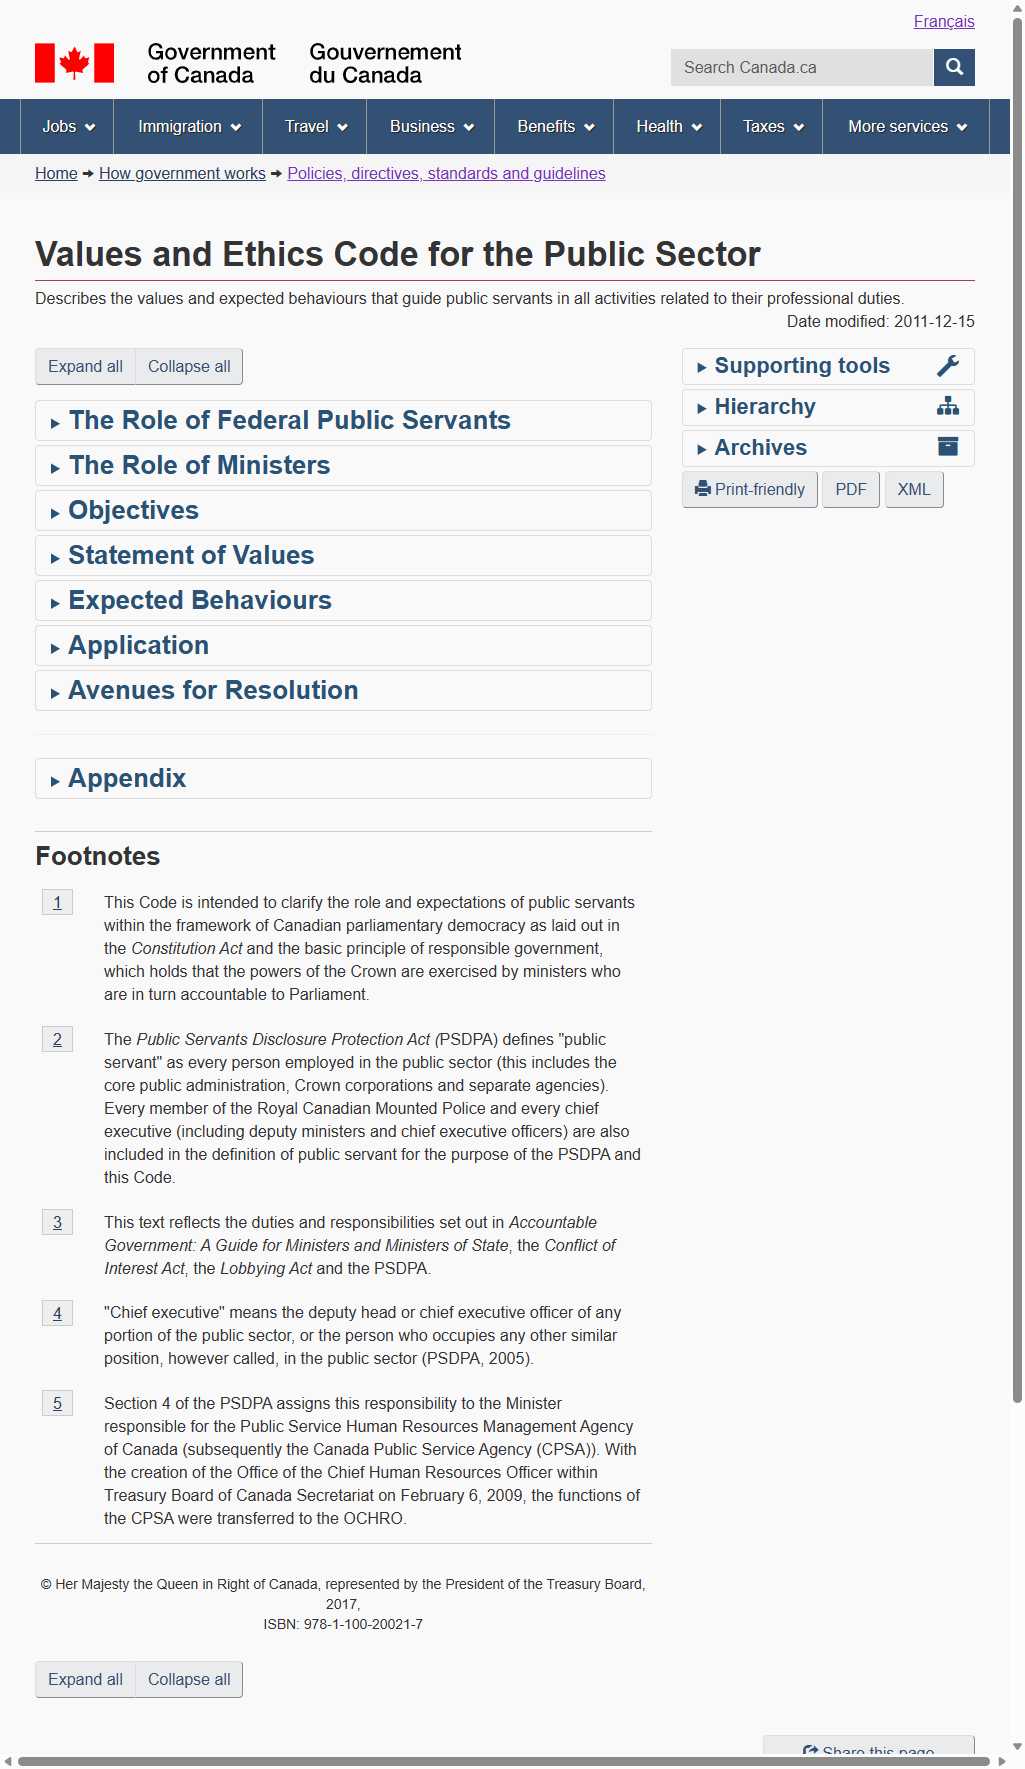 Français
Government
of Canada
Gouvernement
du Canada
Search Canada.ca
Jobs
Immigration
Travel
Business
Benefits
Health
Taxes
More services
Home
How government works
Policies, directives, standards and guidelines
Values and Ethics Code for the Public Sector
Describes the values and expected behaviours that guide public servants in all activities related to their professional duties.
Date modified: 2011-12-15
Expand all
Collapse all
The Role of Federal Public Servants
The Role of Ministers
Objectives
Statement of Values
Expected Behaviours
Application
Avenues for Resolution
Appendix
Supporting tools
Hierarchy
Archives
Print-friendly
PDF
XML
Footnotes
1
This Code is intended to clarify the role and expectations of public servants
within the framework of Canadian parliamentary democracy as laid out in
the Constitution Act and the basic principle of responsible government,
which holds that the powers of the Crown are exercised by ministers who
are in turn accountable to Parliament.
2
The Public Servants Disclosure Protection Act (PSDPA) defines "public
servant" as every person employed in the public sector (this includes the
core public administration, Crown corporations and separate agencies).
Every member of the Royal Canadian Mounted Police and every chief
executive (including deputy ministers and chief executive officers) are also
included in the definition of public servant for the purpose of the PSDPA and
this Code.
3
This text reflects the duties and responsibilities set out in Accountable
Government: A Guide for Ministers and Ministers of State, the Conflict of
Interest Act, the Lobbying Act and the PSDPA.
4
"Chief executive" means the deputy head or chief executive officer of any
portion of the public sector, or the person who occupies any other similar
position, however called, in the public sector (PSDPA, 2005).
5
Section 4 of the PSDPA assigns this responsibility to the Minister
responsible for the Public Service Human Resources Management Agency
of Canada (subsequently the Canada Public Service Agency (CPSA)). With
the creation of the Office of the Chief Human Resources Officer within
Treasury Board of Canada Secretariat on February 6, 2009, the functions of
the CPSA were transferred to the OCHRO.
© Her Majesty the Queen in Right of Canada, represented by the President of the Treasury Board,
2017,
ISBN: 978-1-100-20021-7
Expand all
Collapse all
Share this page